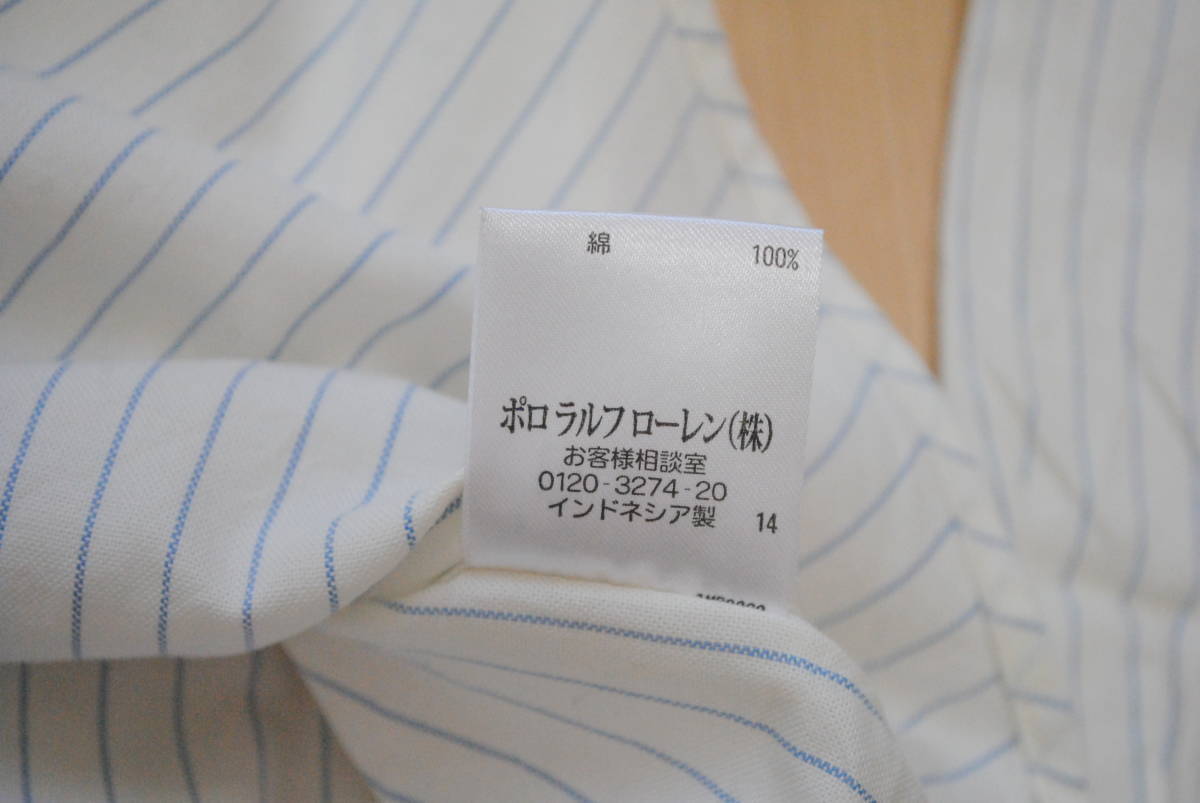 綿 100%
ポロ ラルフ ローレン(株)
お客様相談室
0120-3274-20
インドネシア製 14